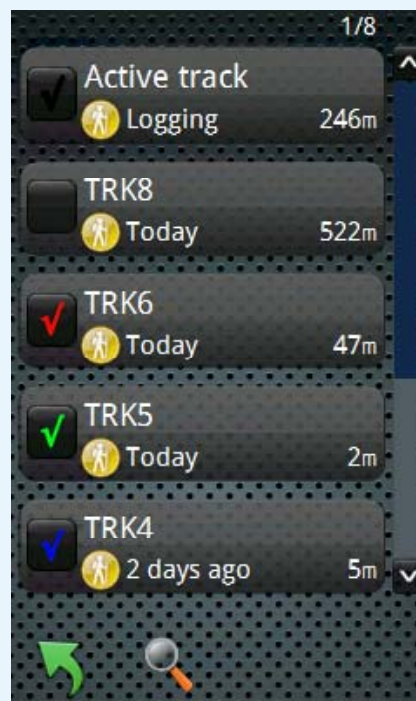 1/8
Active track
Logging 246m
TRK8
Today 522m
TRK6
Today 47m
TRK5
Today 2m
TRK4
2 days ago 5m